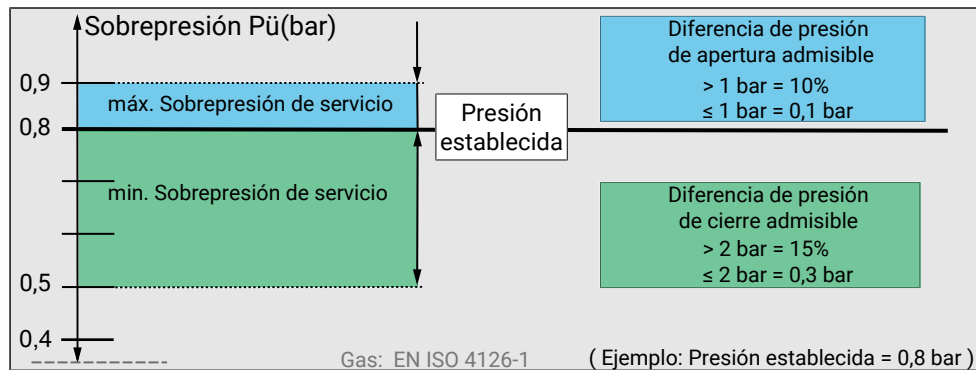 Sobrepresión Pü(bar)
0,9
máx. Sobrepresión de servicio
0,8
Presión
establecida
min. Sobrepresión de servicio
0,5
0,4
Diferencia de presión
de apertura admisible
> 1 bar = 10%
≤ 1 bar = 0,1 bar
Diferencia de presión
de cierre admisible
> 2 bar = 15%
≤ 2 bar = 0,3 bar
Gas: EN ISO 4126-1
( Ejemplo: Presión establecida = 0,8 bar )